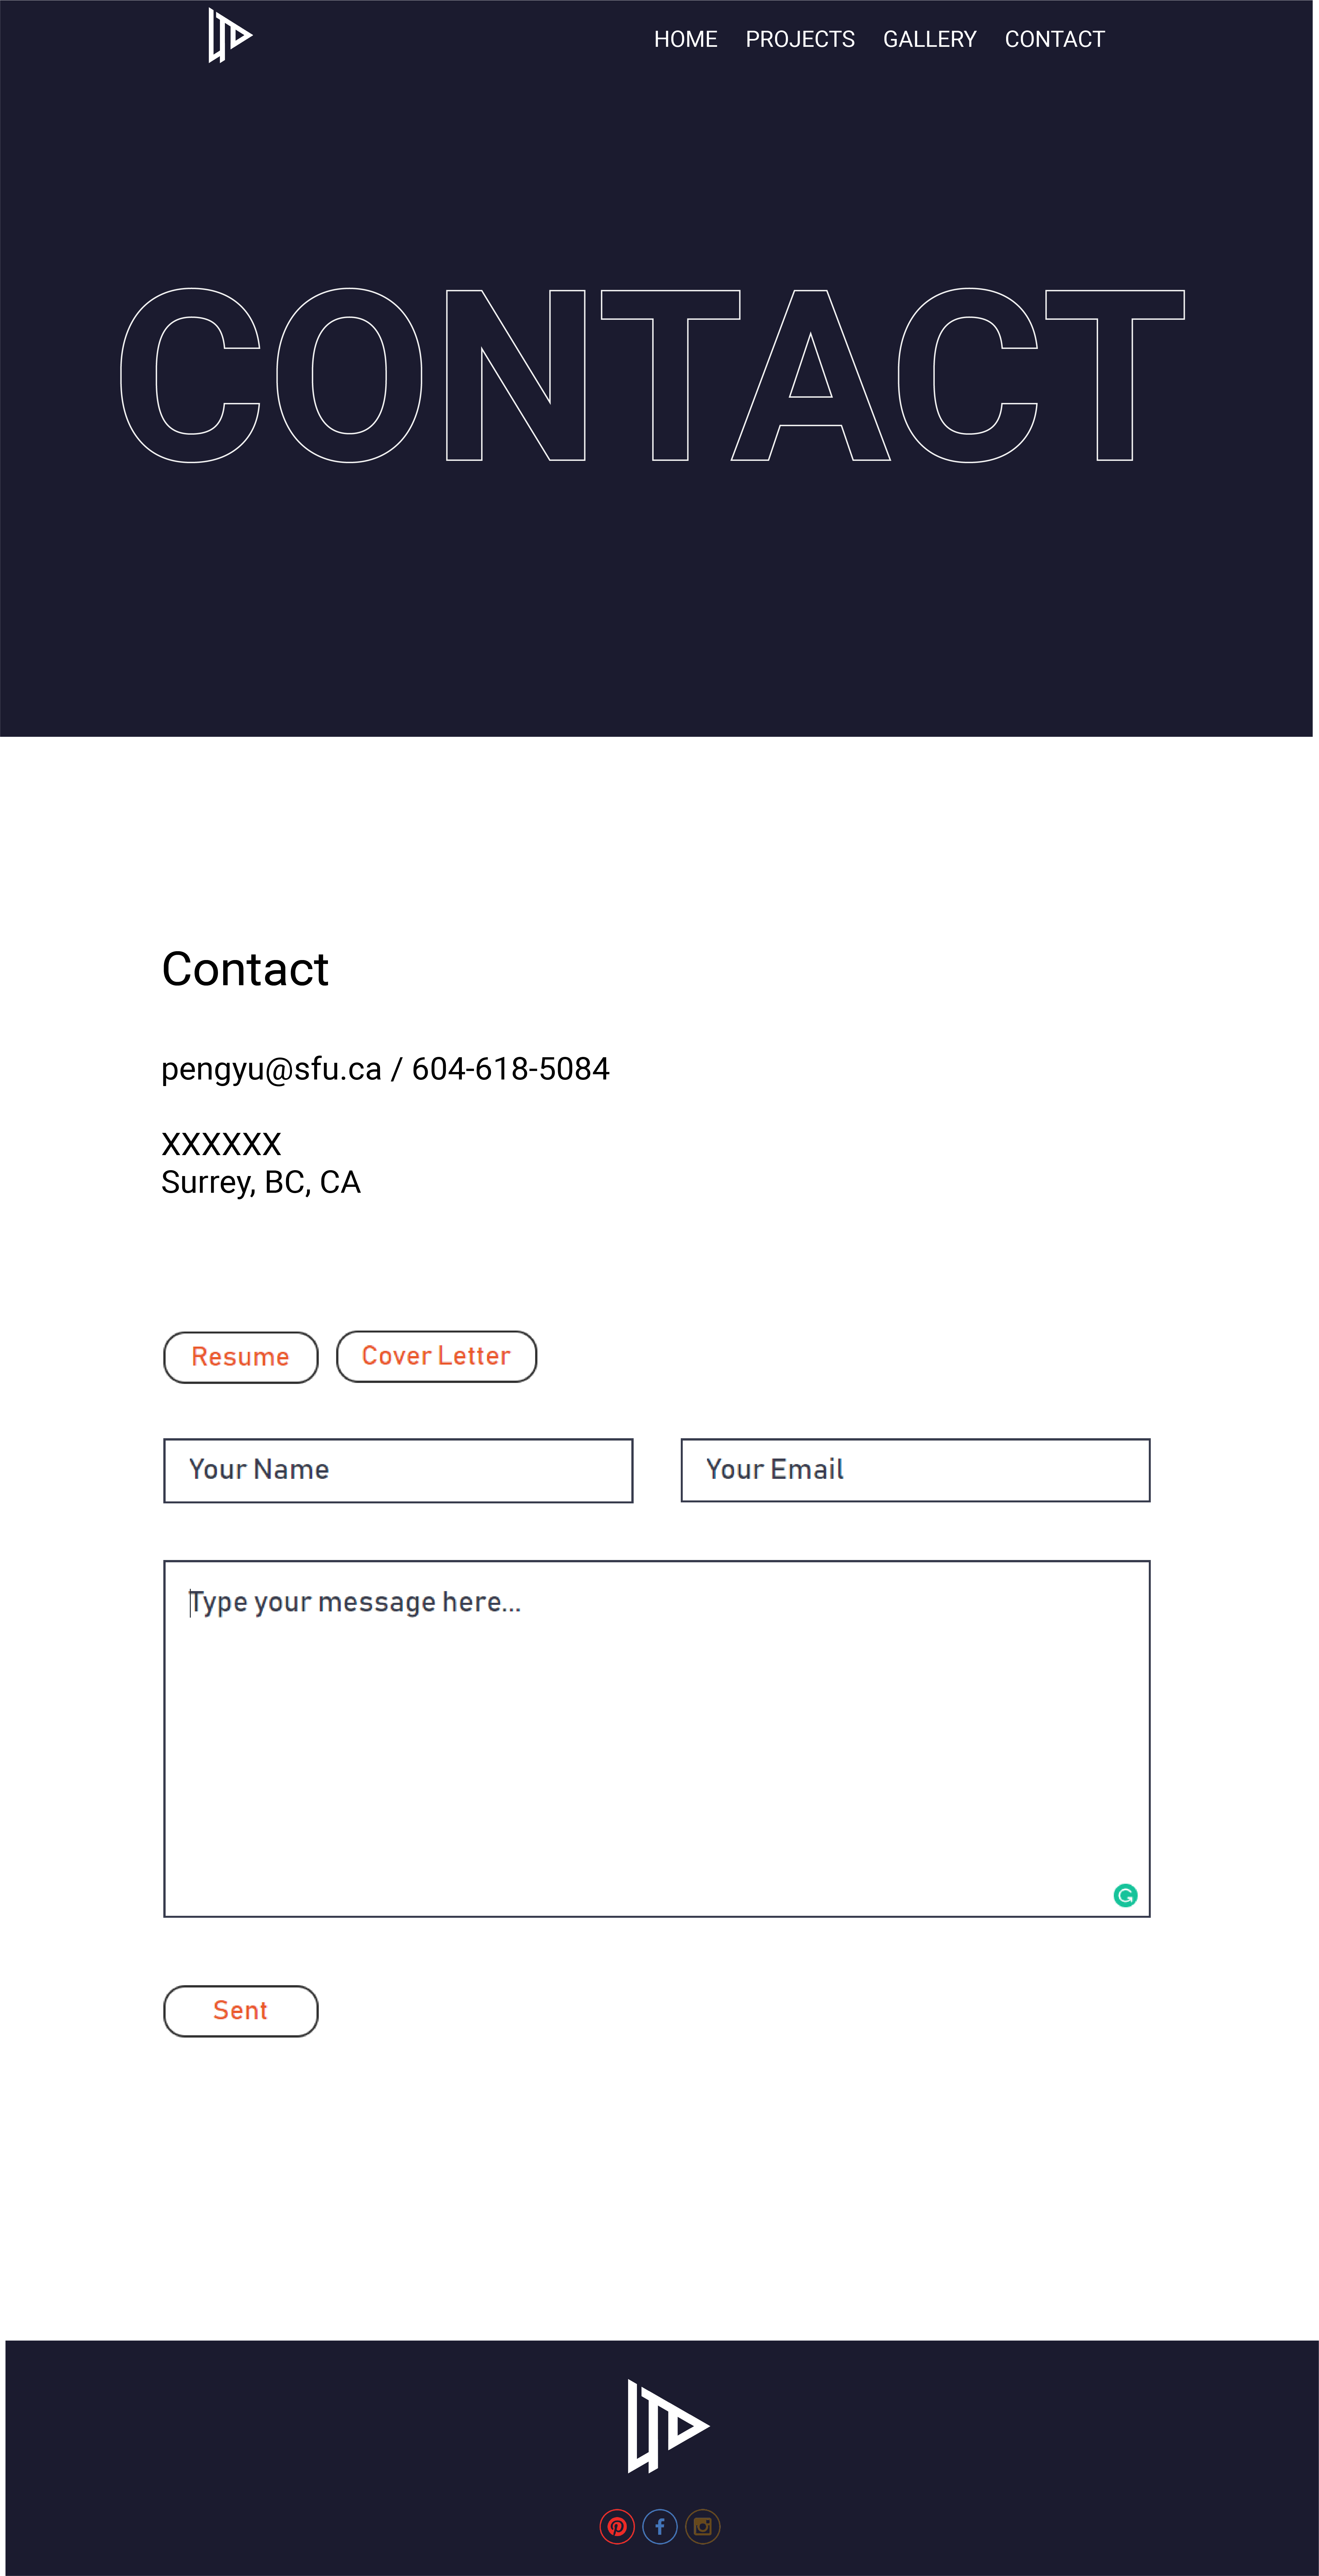 HOME PROJECTS GALLERY CONTACT
CONTACT
Contact
pengyu@sfu.ca / 604-618-5084
XXXXXX
Surrey, BC, CA
Resume Cover Letter
Your Name Your Email
Type your message here...
Sent